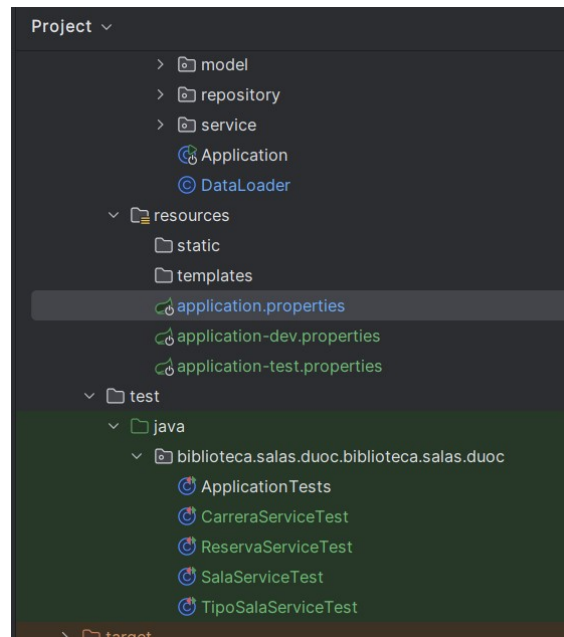 Project
model
repository
service
Application
DataLoader
resources
static
templates
application.properties
application-dev.properties
application-test.properties
test
java
biblioteca.salas.duoc.biblioteca.salas.duoc
ApplicationTests
CarreraServiceTest
ReservaServiceTest
SalaServiceTest
TipoSalaServiceTest
target